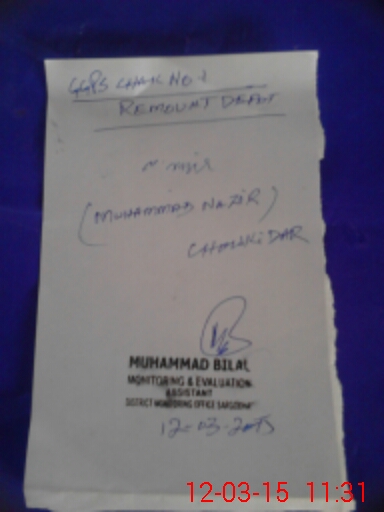 GGPS CHAK NO. 1
REMOUNT DEPOT
(MUHAMMAD NAZIR)
CHAUKIDAR
MUHAMMAD BILAL
MONITORING & EVALUATION
ASSISTANT
DISTRICT MONITORING OFFICE SARGODHA
12-03-2015
12-03-15 11:31